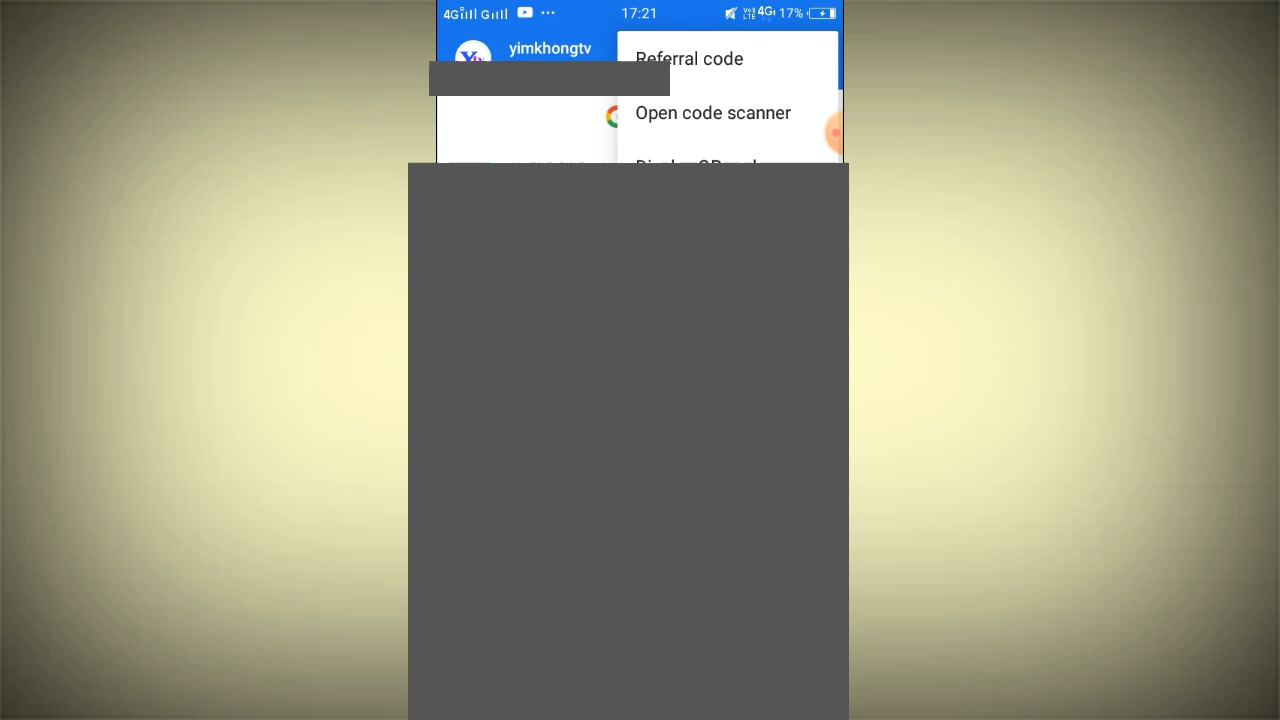 4G G 17:21 4G 17%
yimkhongtv
Referral code
Open code scanner